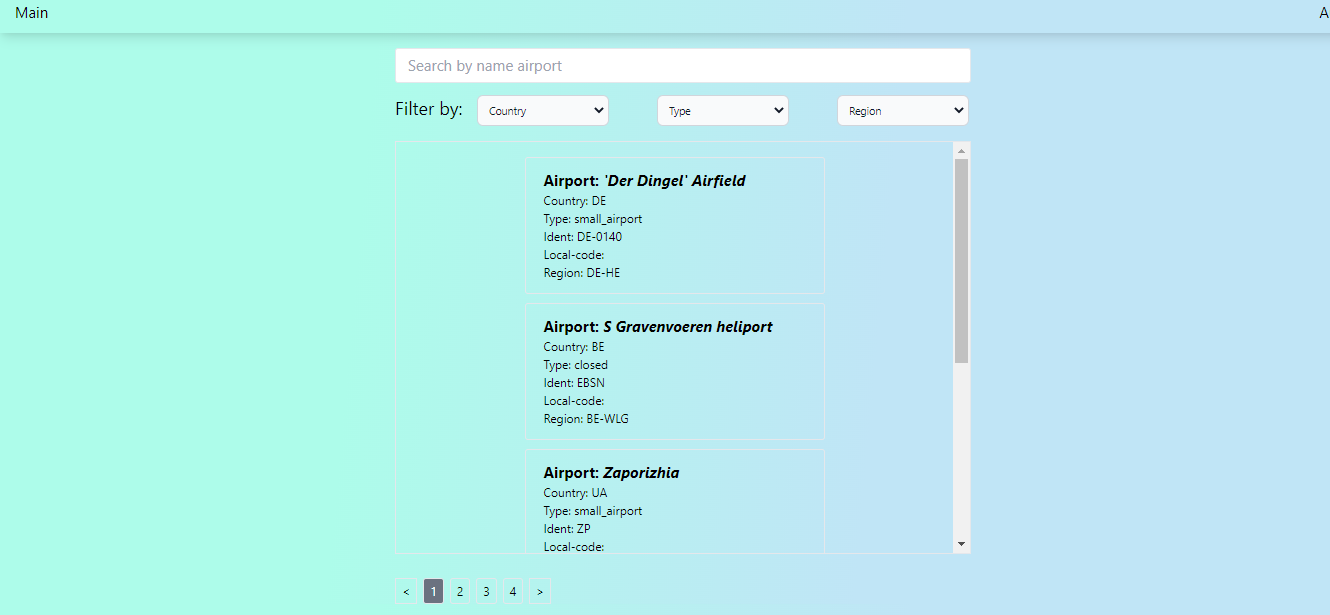 Main A
Search by name airport
Filter by: Country Type Region
Airport: 'Der Dingel' Airfield
Country: DE
Type: small_airport
Ident: DE-0140
Local-code:
Region: DE-HE
Airport: S Gravenvoeren heliport
Country: BE
Type: closed
Ident: EBSN
Local-code:
Region: BE-WLG
Airport: Zaporizhia
Country: UA
Type: small_airport
Ident: ZP
Local-code:
< 1 2 3 4 >